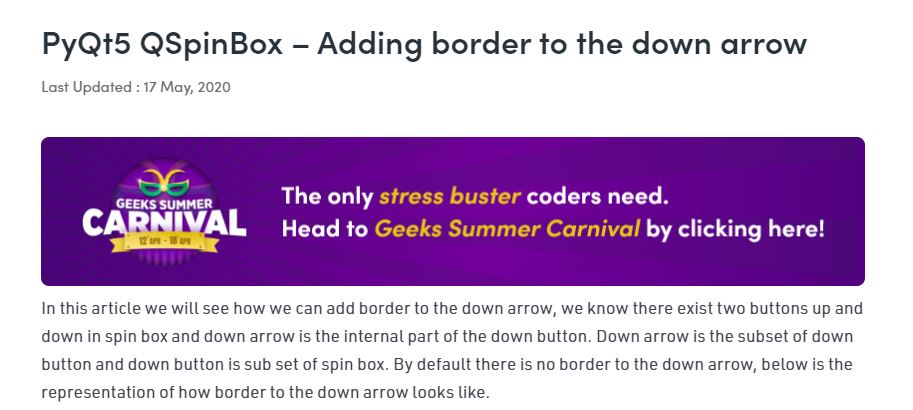 PyQt5 QSpinBox – Adding border to the down arrow
Last Updated : 17 May, 2020
GEEKS SUMMER
CARNIVAL
12 APR - 18 APR
The only stress buster coders need.
Head to Geeks Summer Carnival by clicking here!
In this article we will see how we can add border to the down arrow, we know there exist two buttons up and
down in spin box and down arrow is the internal part of the down button. Down arrow is the subset of down
button and down button is sub set of spin box. By default there is no border to the down arrow, below is the
representation of how border to the down arrow looks like.